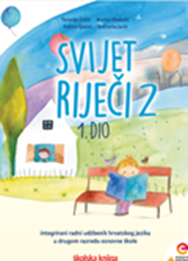 SVIJET
RIJEČI 2
1. DIO
integrirani radni udžbenik hrvatskog jezika
u drugom razredu osnovne škole
školska knjiga